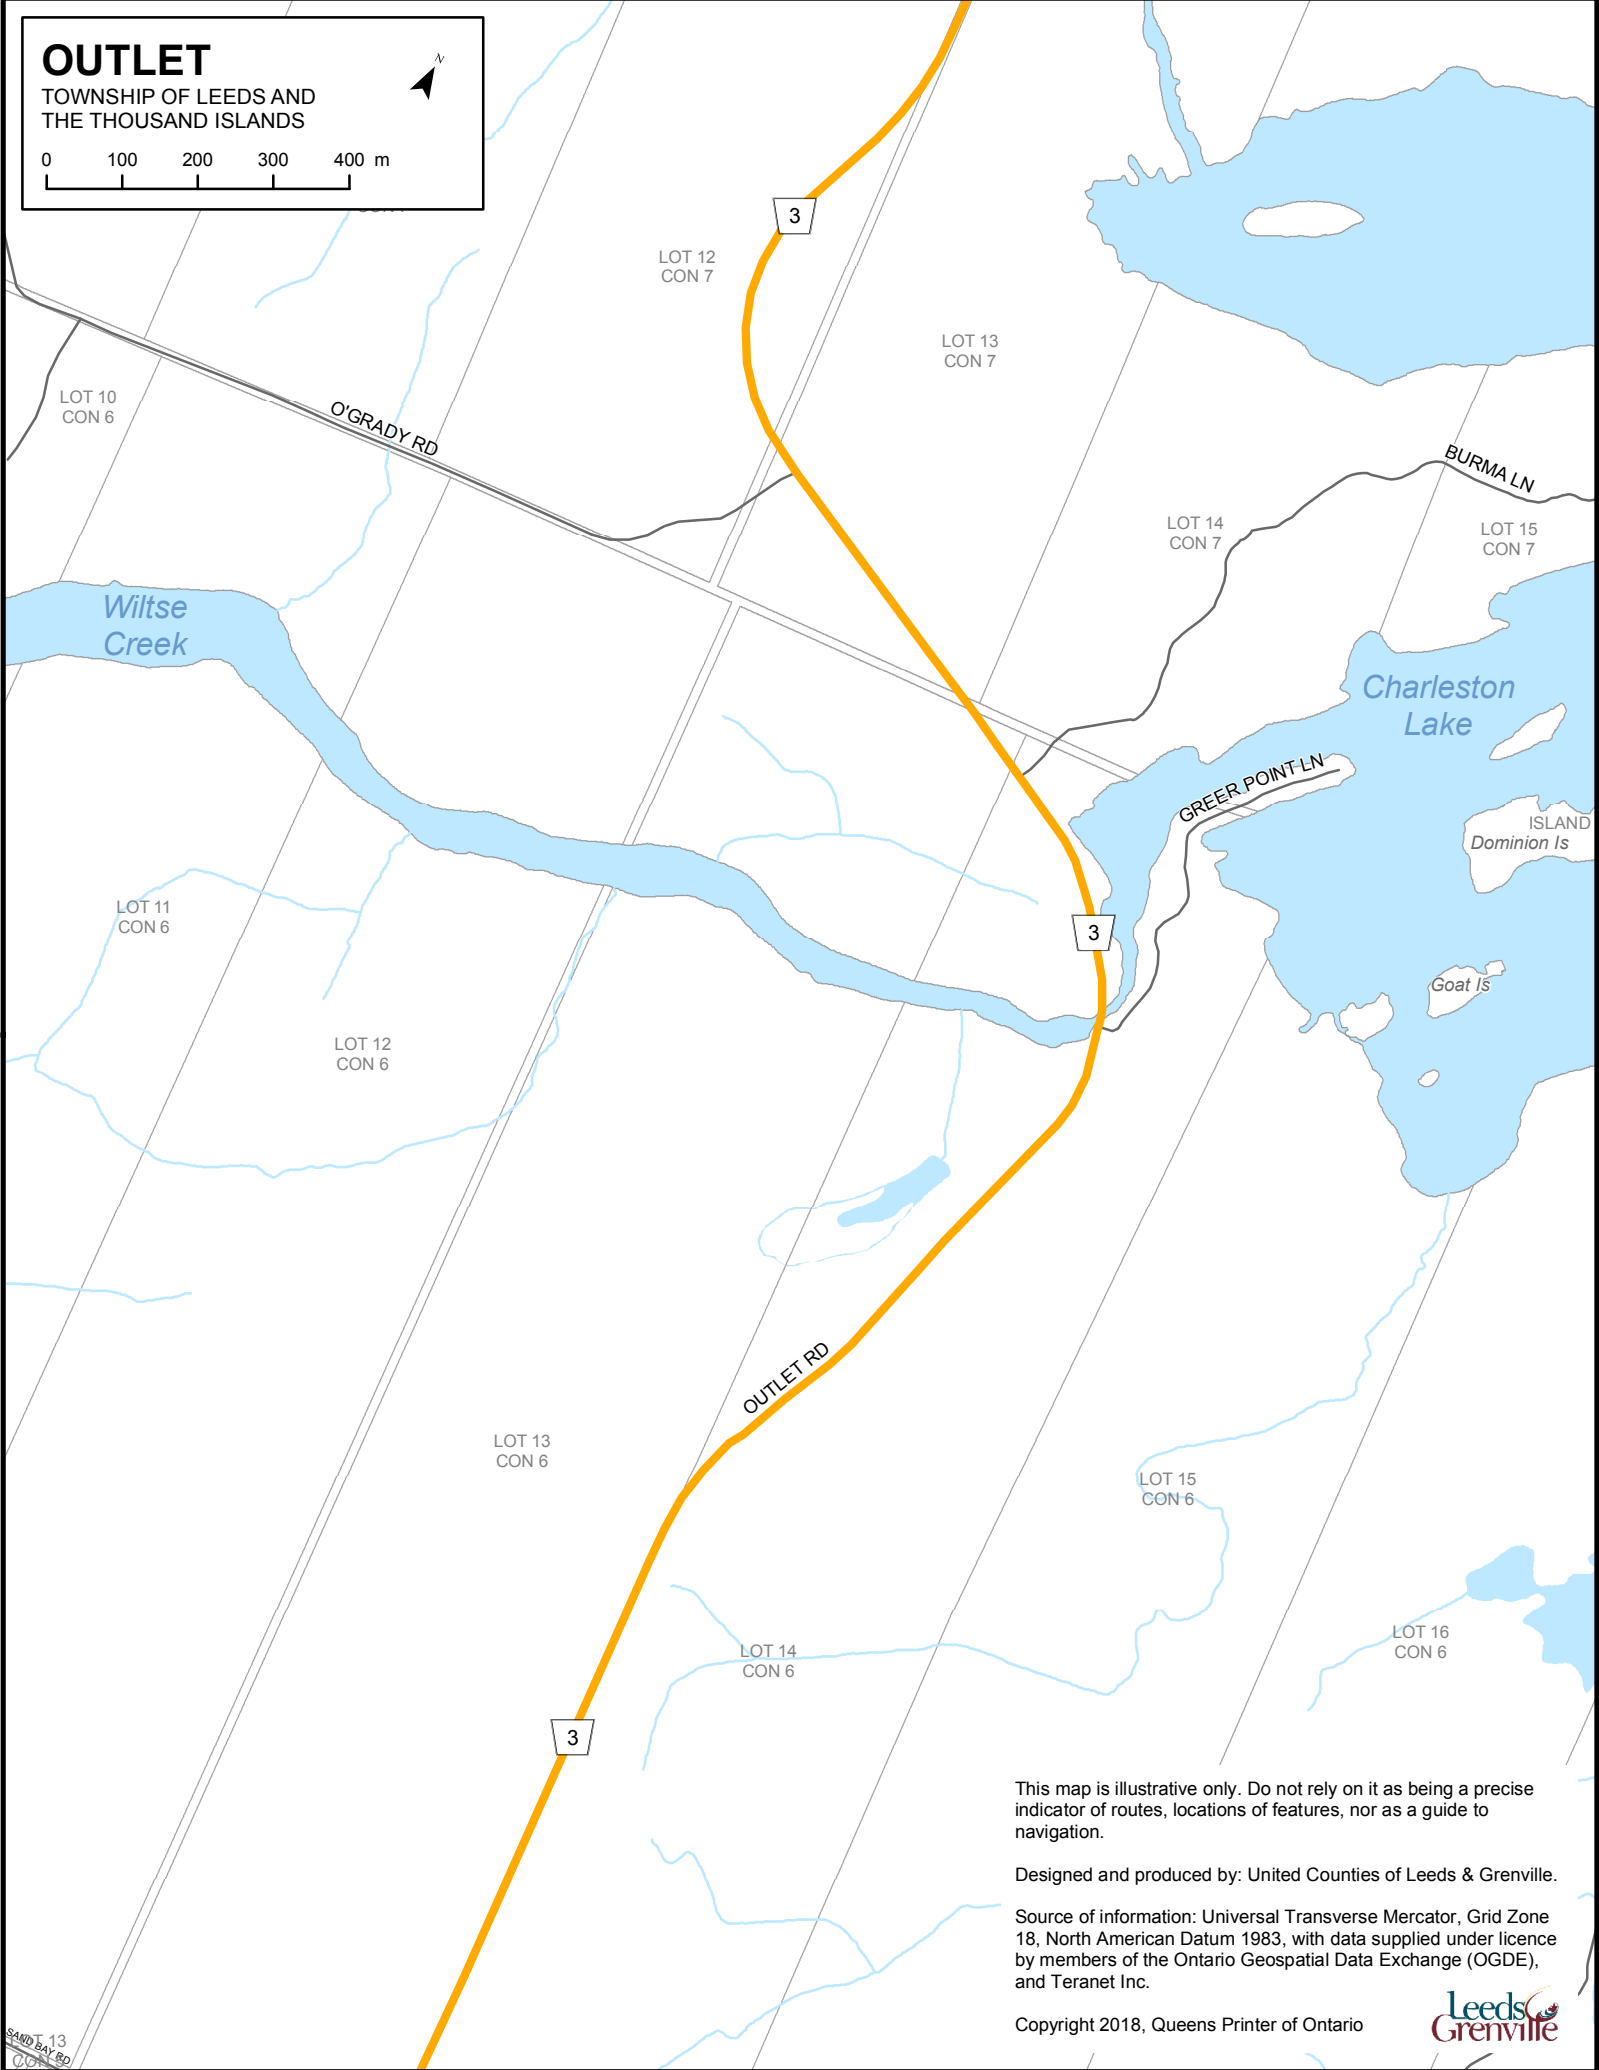 OUTLET
TOWNSHIP OF LEEDS AND
THE THOUSAND ISLANDS
N
0 100 200 300 400 m
3
LOT 12
CON 7
LOT 13
CON 7
LOT 10
CON 6
O'GRADY RD
BURMA LN
LOT 14
CON 7
LOT 15
CON 7
Wiltse
Creek
Charleston
Lake
GREER POINT LN
ISLAND
Dominion Is
LOT 11
CON 6
3
Goat Is
LOT 12
CON 6
OUTLET RD
LOT 13
CON 6
LOT 15
CON 6
LOT 14
CON 6
LOT 16
CON 6
3
This map is illustrative only. Do not rely on it as being a precise
indicator of routes, locations of features, nor as a guide to
navigation.
Designed and produced by: United Counties of Leeds & Grenville.
Source of information: Universal Transverse Mercator, Grid Zone
18, North American Datum 1983, with data supplied under licence
by members of the Ontario Geospatial Data Exchange (OGDE),
and Teranet Inc.
Copyright 2018, Queens Printer of Ontario
Leeds
Grenville
SAND BAY RD
LOT 13
CON